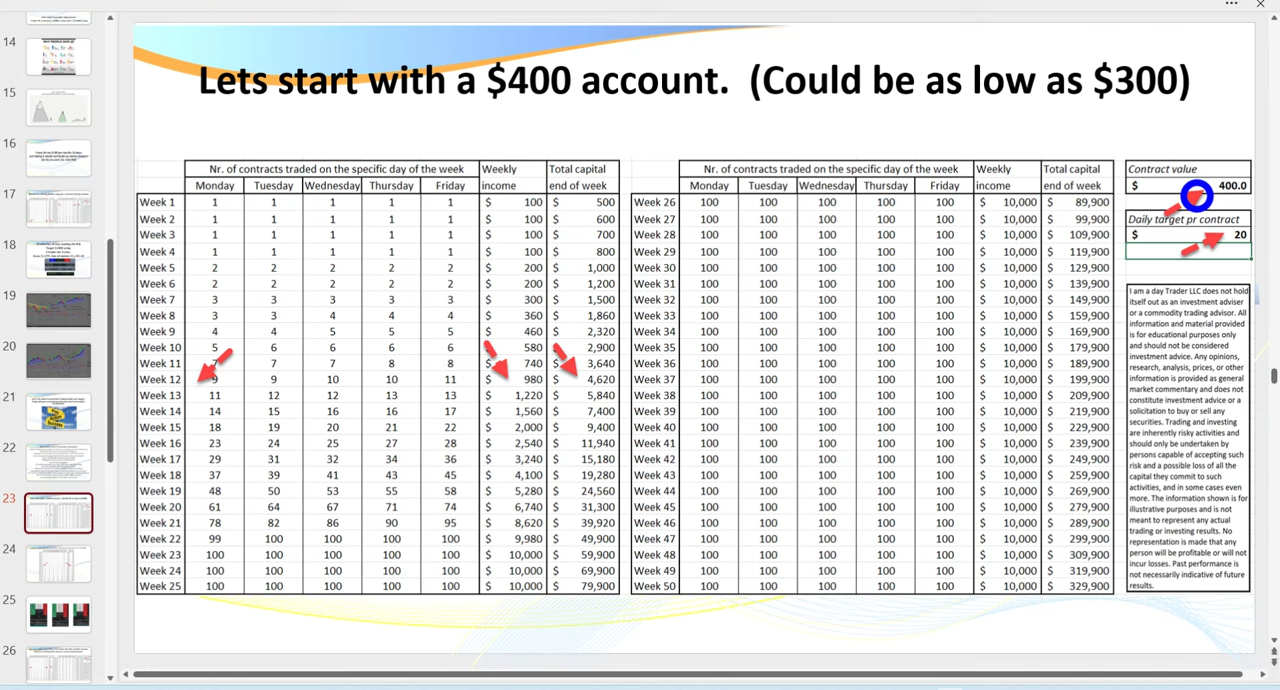 14
15
16
17
18
19
20
21
22
23
24
25
26
Lets start with a $400 account. (Could be as low as $300)
Nr. of contracts traded on the specific day of the week Weekly Total capital
Monday Tuesday Wednesday Thursday Friday income end of week
Week 1 1 1 1 1 1 $ 100 $ 500
Week 2 1 1 1 1 1 $ 100 $ 600
Week 3 1 1 1 1 1 $ 100 $ 700
Week 4 1 1 1 1 1 $ 100 $ 800
Week 5 2 2 2 2 2 $ 200 $ 1,000
Week 6 2 2 2 2 2 $ 200 $ 1,200
Week 7 3 3 3 3 3 $ 300 $ 1,500
Week 8 3 3 4 4 4 $ 360 $ 1,860
Week 9 4 4 5 5 5 $ 460 $ 2,320
Week 10 5 6 6 6 6 $ 580 $ 2,900
Week 11 7 7 7 8 8 $ 740 $ 3,640
Week 12 9 9 10 10 11 $ 980 $ 4,620
Week 13 11 12 12 13 13 $ 1,220 $ 5,840
Week 14 14 15 16 16 17 $ 1,560 $ 7,400
Week 15 18 19 20 21 22 $ 2,000 $ 9,400
Week 16 23 24 25 27 28 $ 2,540 $ 11,940
Week 17 29 31 32 34 36 $ 3,240 $ 15,180
Week 18 37 39 41 43 45 $ 4,100 $ 19,280
Week 19 48 50 53 55 58 $ 5,280 $ 24,560
Week 20 61 64 67 71 74 $ 6,740 $ 31,300
Week 21 78 82 86 90 95 $ 8,620 $ 39,920
Week 22 99 100 100 100 100 $ 9,980 $ 49,900
Week 23 100 100 100 100 100 $ 10,000 $ 59,900
Week 24 100 100 100 100 100 $ 10,000 $ 69,900
Week 25 100 100 100 100 100 $ 10,000 $ 79,900
Nr. of contracts traded on the specific day of the week Weekly Total capital
Monday Tuesday Wednesday Thursday Friday income end of week
Week 26 100 100 100 100 100 $ 10,000 $ 89,900
Week 27 100 100 100 100 100 $ 10,000 $ 99,900
Week 28 100 100 100 100 100 $ 10,000 $ 109,900
Week 29 100 100 100 100 100 $ 10,000 $ 119,900
Week 30 100 100 100 100 100 $ 10,000 $ 129,900
Week 31 100 100 100 100 100 $ 10,000 $ 139,900
Week 32 100 100 100 100 100 $ 10,000 $ 149,900
Week 33 100 100 100 100 100 $ 10,000 $ 159,900
Week 34 100 100 100 100 100 $ 10,000 $ 169,900
Week 35 100 100 100 100 100 $ 10,000 $ 179,900
Week 36 100 100 100 100 100 $ 10,000 $ 189,900
Week 37 100 100 100 100 100 $ 10,000 $ 199,900
Week 38 100 100 100 100 100 $ 10,000 $ 209,900
Week 39 100 100 100 100 100 $ 10,000 $ 219,900
Week 40 100 100 100 100 100 $ 10,000 $ 229,900
Week 41 100 100 100 100 100 $ 10,000 $ 239,900
Week 42 100 100 100 100 100 $ 10,000 $ 249,900
Week 43 100 100 100 100 100 $ 10,000 $ 259,900
Week 44 100 100 100 100 100 $ 10,000 $ 269,900
Week 45 100 100 100 100 100 $ 10,000 $ 279,900
Week 46 100 100 100 100 100 $ 10,000 $ 289,900
Week 47 100 100 100 100 100 $ 10,000 $ 299,900
Week 48 100 100 100 100 100 $ 10,000 $ 309,900
Week 49 100 100 100 100 100 $ 10,000 $ 319,900
Week 50 100 100 100 100 100 $ 10,000 $ 329,900
Contract value
$ 400.0
Daily target pr contract
$ 20
I am a day Trader LLC does not hold
itself out as an investment adviser
or a commodity trading advisor. All
information and material provided
is for educational purposes only
and should not be considered
investment advice. Any opinions,
research, analysis, prices, or other
information is provided as general
market commentary and does not
constitute investment advice or a
solicitation to buy or sell any
securities. Trading and investing
are inherently risky activities and
should only be undertaken by
persons capable of accepting such
risk and a possible loss of all the
capital they commit to such
activities, and in some cases even
more. The information shown is for
illustrative purposes and is not
meant to represent any actual
trading or investing results. No
representation is made that any
person will be profitable or will not
incur losses. Past performance is
not necessarily indicative of future
results.